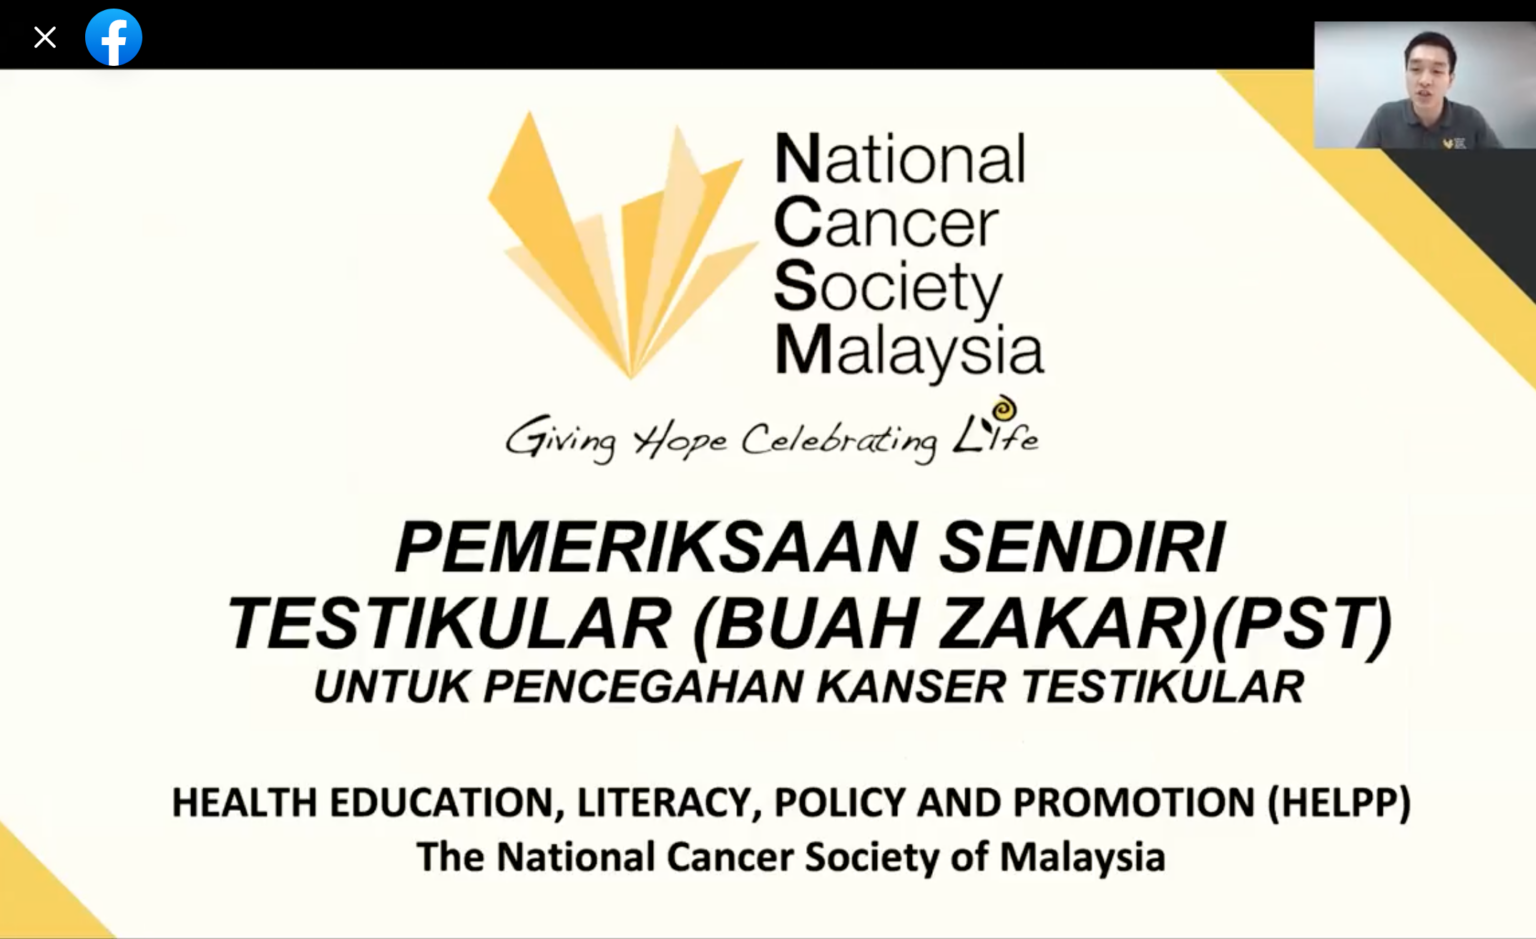 National
Cancer
Society
Malaysia
Giving Hope Celebrating Life
PEMERIKSAAN SENDIRI
TESTIKULAR (BUAH ZAKAR)(PST)
UNTUK PENCEGAHAN KANSER TESTIKULAR
HEALTH EDUCATION, LITERACY, POLICY AND PROMOTION (HELPP)
The National Cancer Society of Malaysia